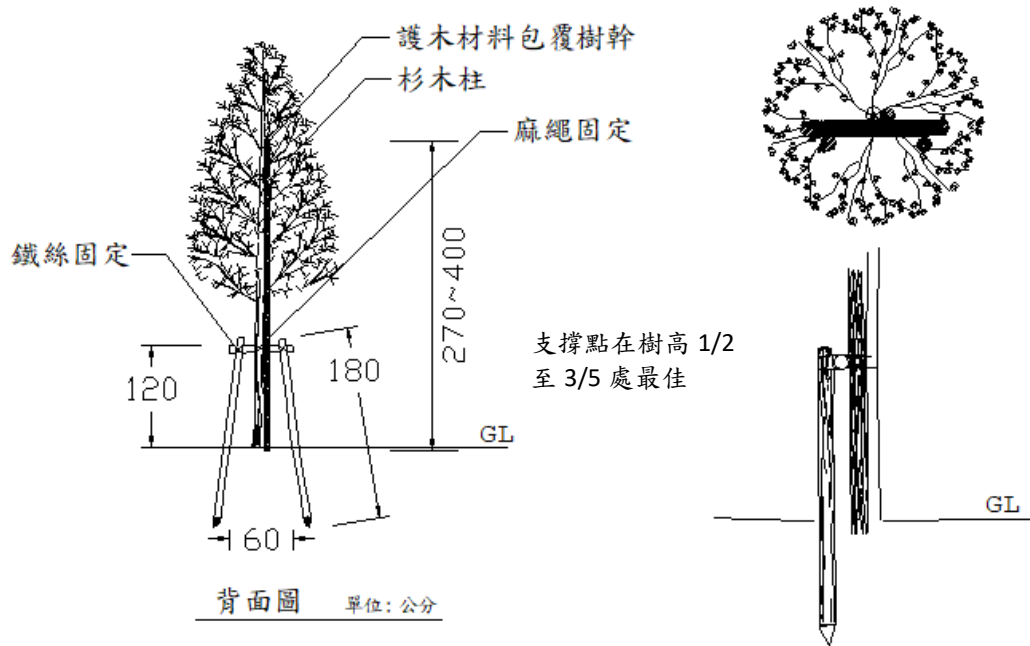 護木材料包覆樹幹
杉木柱
麻繩固定
鐵絲固定
270~400
支撐點在樹高 1/2
至 3/5 處最佳
120
180
GL
GL
60
背面圖 單位:公分